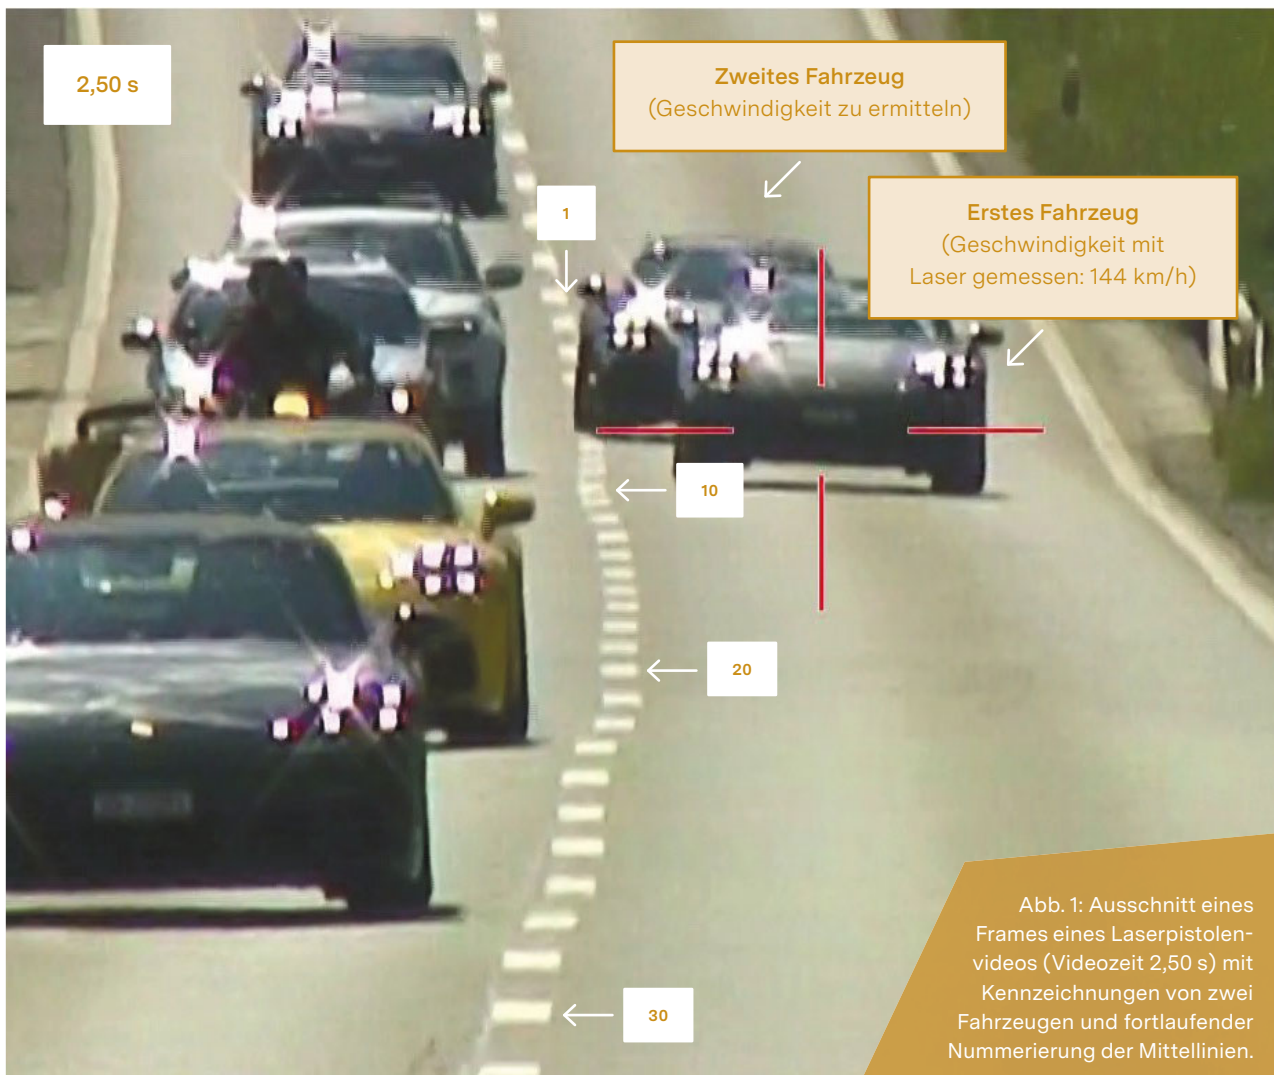 2,50 s
Zweites Fahrzeug
(Geschwindigkeit zu ermitteln)
1
Erstes Fahrzeug
(Geschwindigkeit mit
Laser gemessen: 144 km/h)
10
20
30
Abb. 1: Ausschnitt eines
Frames eines Laserpistolen-
videos (Videozeit 2,50 s) mit
Kennzeichnungen von zwei
Fahrzeugen und fortlaufender
Nummerierung der Mittellinien.